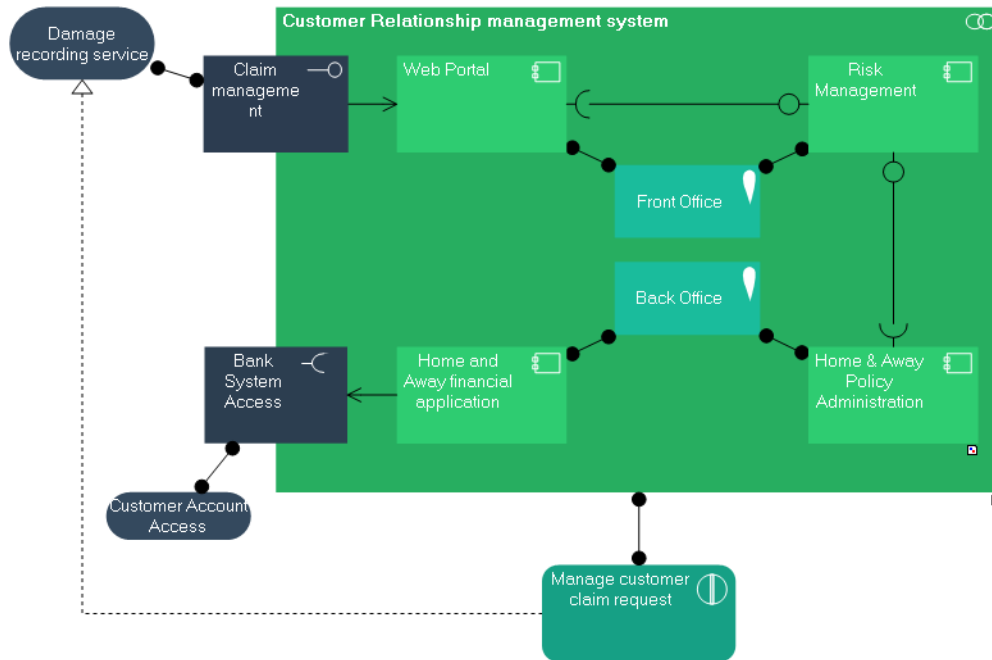 Customer Relationship management system
Damage
recording service
Claim
manageme
nt
Web Portal
Risk
Management
Front Office
Back Office
Bank
System
Access
Home and
Away financial
application
Home & Away
Policy
Administration
Customer Account
Access
Manage customer
claim request